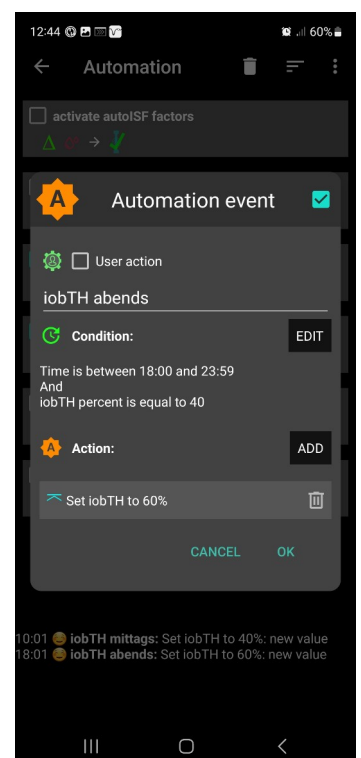 12:44
60%
Automation
activate autoISF factors
A
Automation event
User action
iobTH abends
Condition:
EDIT
Time is between 18:00 and 23:59
And
iobTH percent is equal to 40
A
Action:
ADD
Set iobTH to 60%
CANCEL
OK
10:01 iobTH mittags: Set iobTH to 40%: new value
18:01 iobTH abends: Set iobTH to 60%: new value